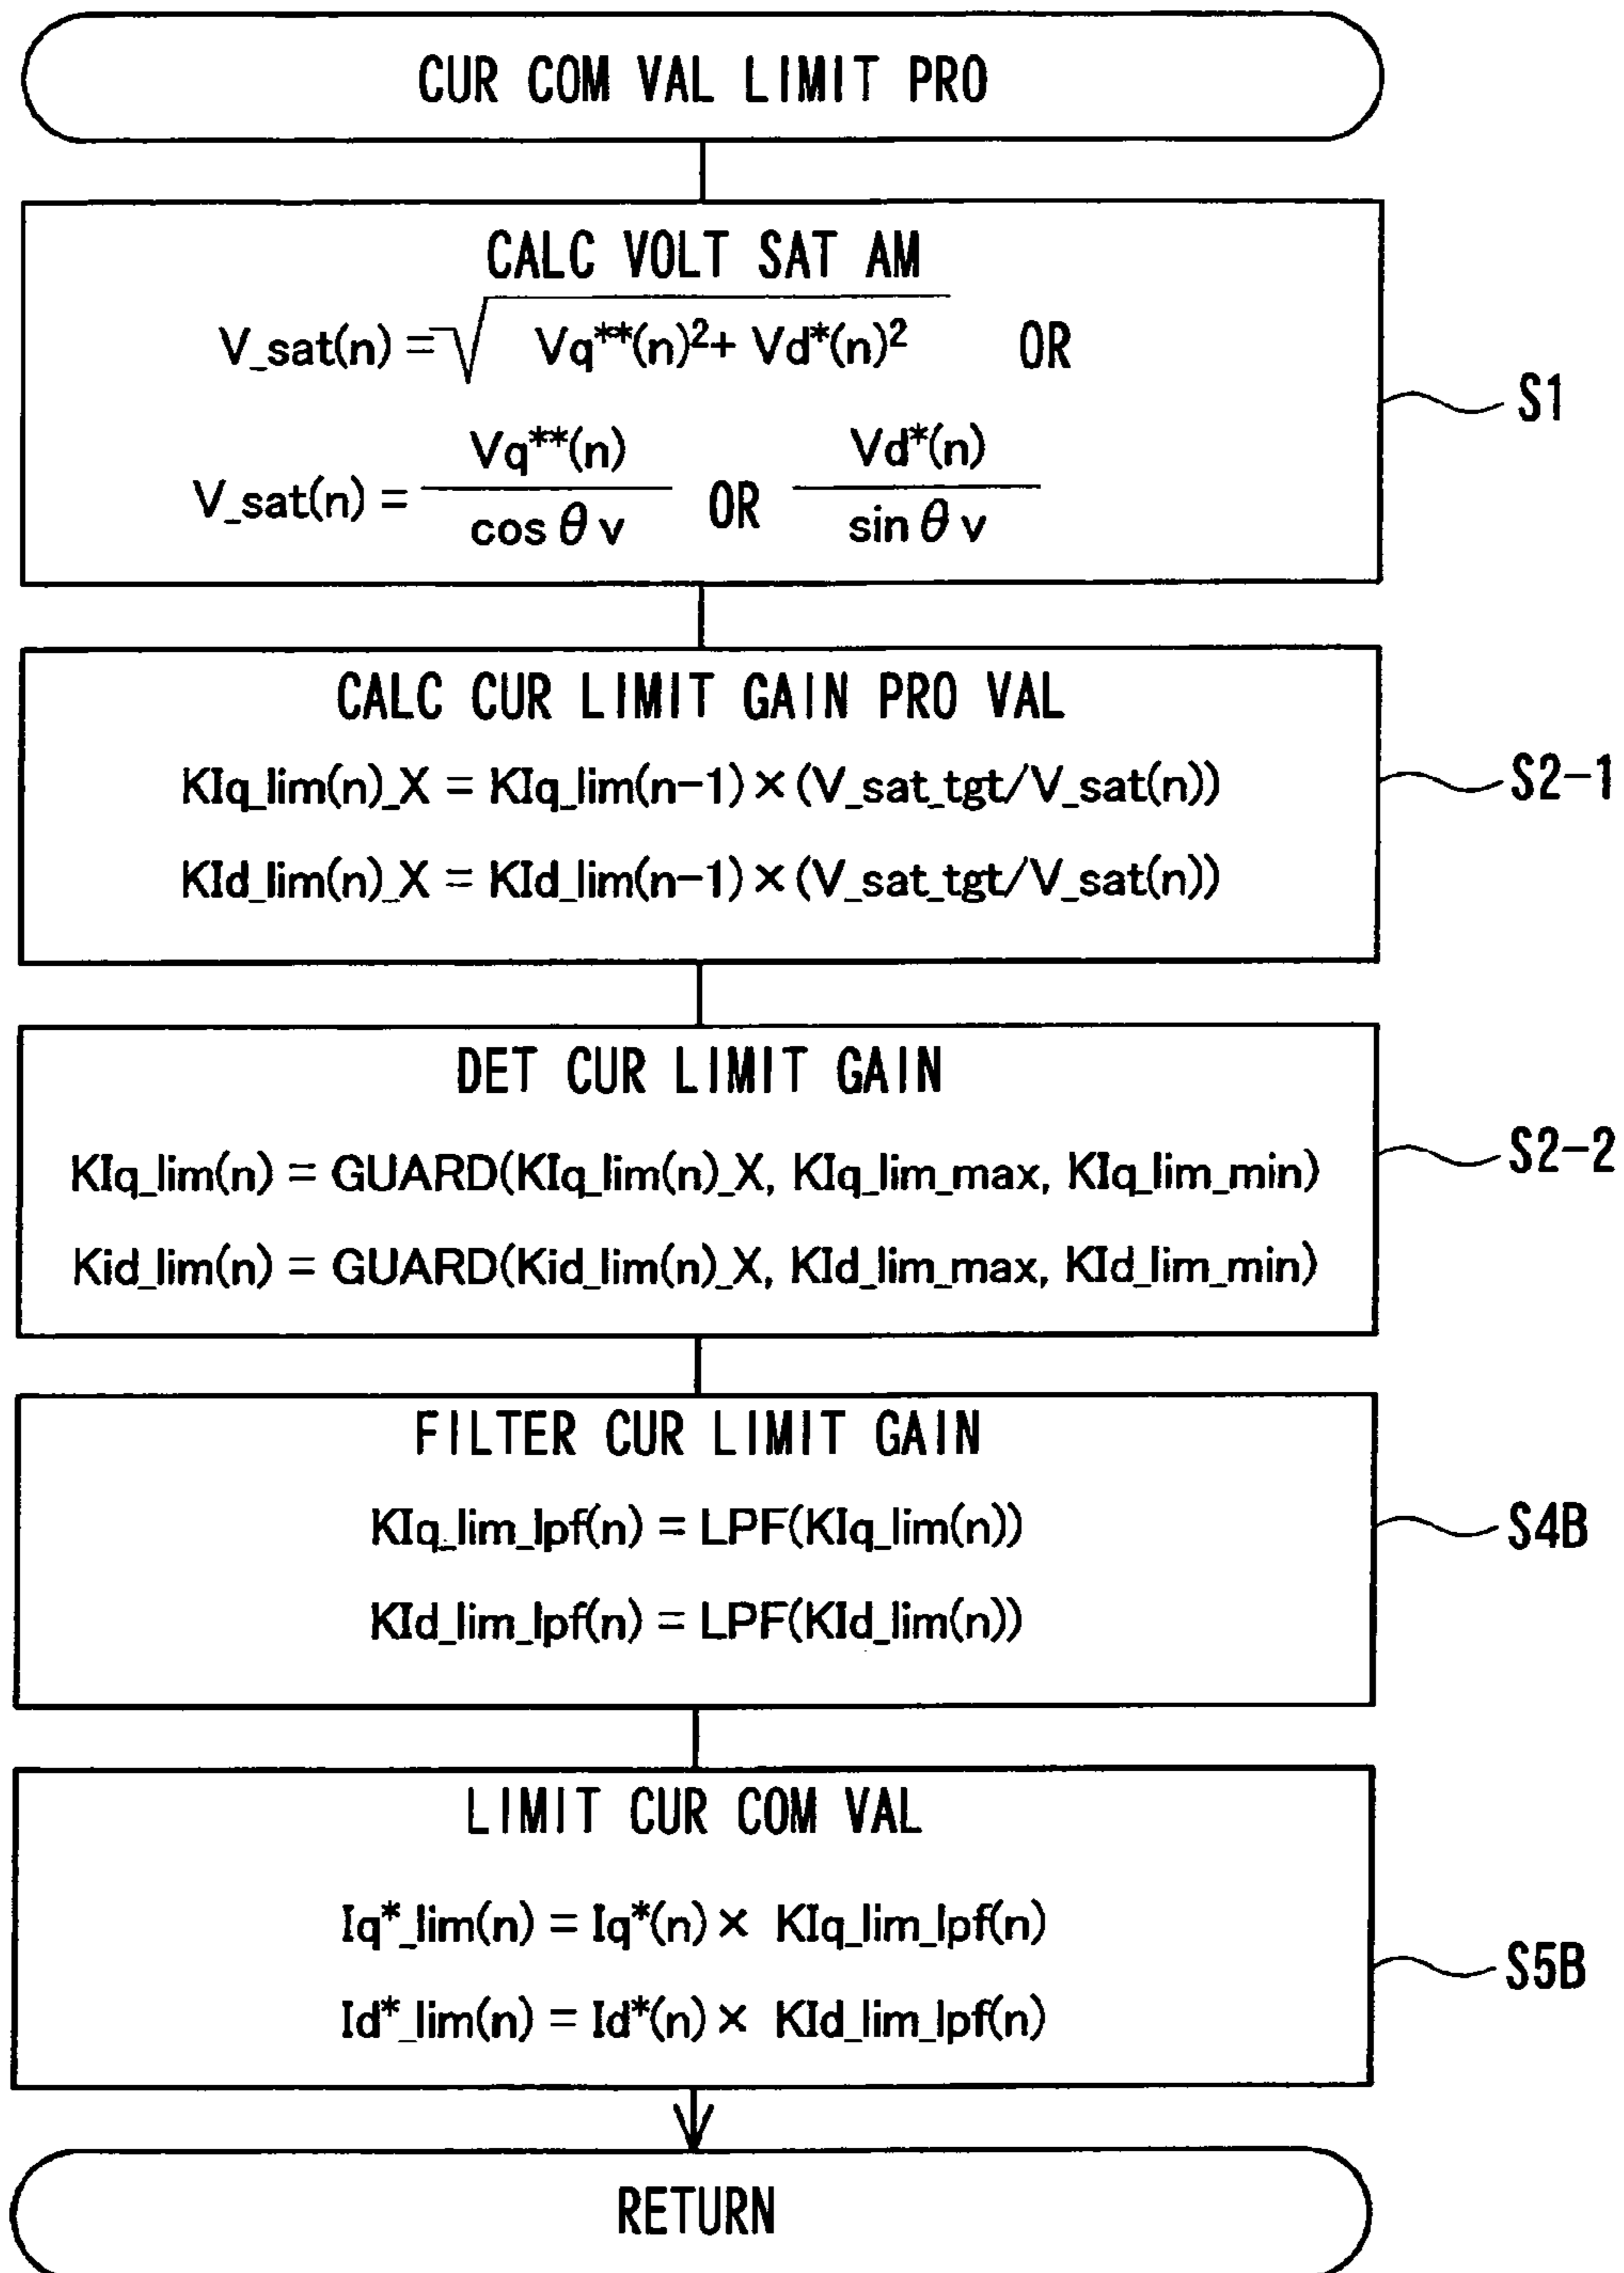 CUR COM VAL LIMIT PRO
CALC VOLT SAT AM
V_sat(n) = √ Vq**(n)²+ Vd*(n)² OR
V_sat(n) = Vq**(n) / cos θ v OR Vd*(n) / sin θ v
S1
CALC CUR LIMIT GAIN PRO VAL
KIq_lim(n)_X = KIq_lim(n-1) × (V_sat_tgt/V_sat(n))
KId_lim(n)_X = KId_lim(n-1) × (V_sat_tgt/V_sat(n))
S2-1
DET CUR LIMIT GAIN
KIq_lim(n) = GUARD(KIq_lim(n)_X, KIq_lim_max, KIq_lim_min)
Kid_lim(n) = GUARD(Kid_lim(n)_X, KId_lim_max, KId_lim_min)
S2-2
FILTER CUR LIMIT GAIN
KIq_lim_lpf(n) = LPF(KIq_lim(n))
KId_lim_lpf(n) = LPF(KId_lim(n))
S4B
LIMIT CUR COM VAL
Iq*_lim(n) = Iq*(n) × KIq_lim_lpf(n)
Id*_lim(n) = Id*(n) × KId_lim_lpf(n)
S5B
RETURN